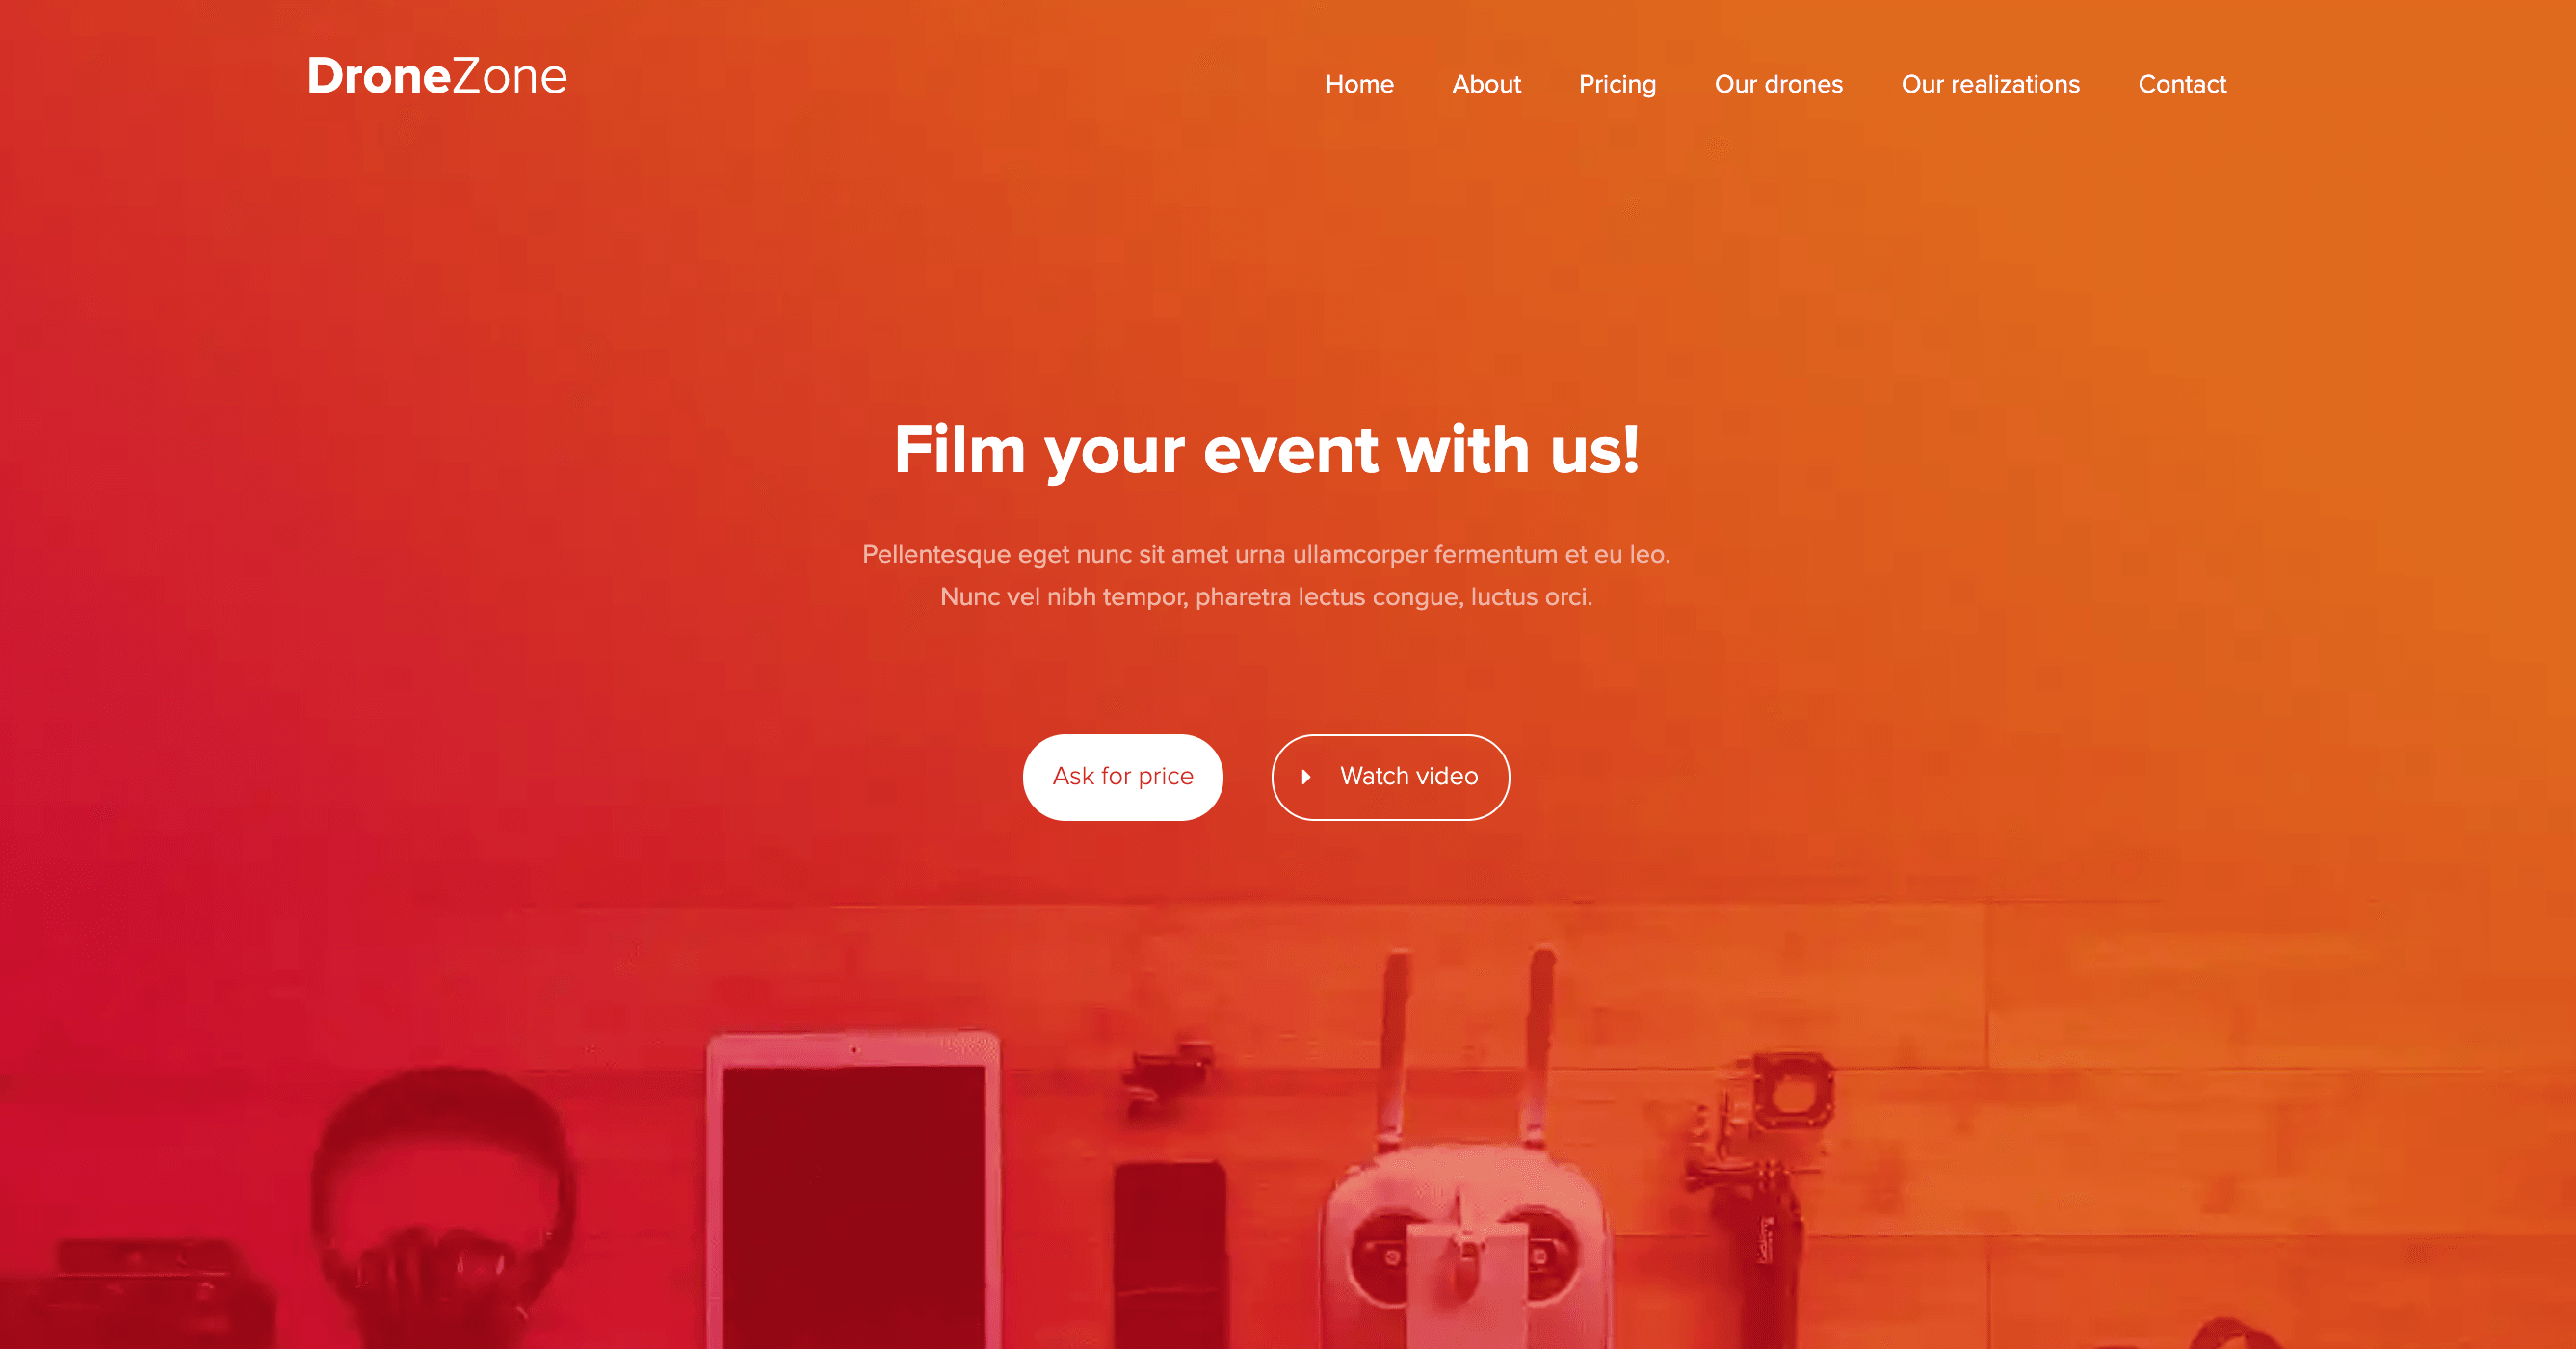 DroneZone
Home About Pricing Our drones Our realizations Contact
Film your event with us!
Pellentesque eget nunc sit amet urna ullamcorper fermentum et eu leo.
Nunc vel nibh tempor, pharetra lectus congue, luctus orci.
Ask for price Watch video